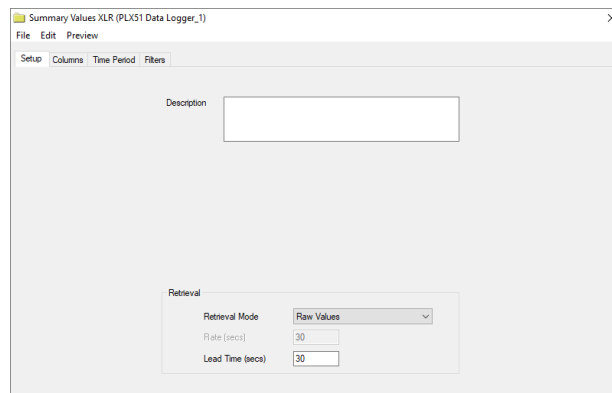 Summary Values XLR (PLX51 Data Logger_1)
File Edit Preview
Setup Columns Time Period Filters
Description
Retrieval
Retrieval Mode Raw Values
Rate (secs) 30
Lead Time (secs) 30